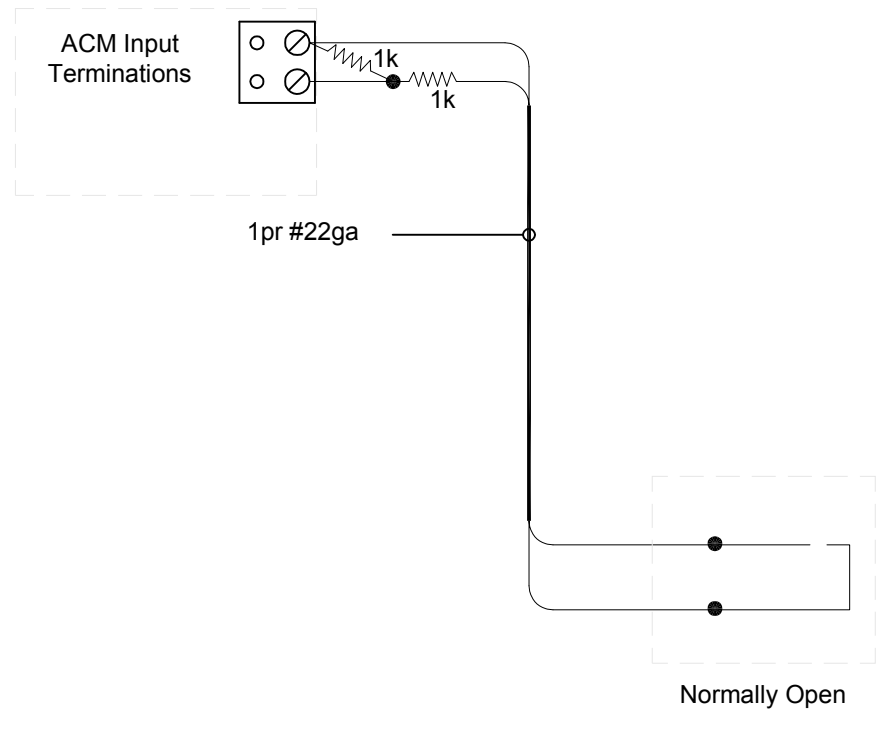 ACM Input
Terminations
1k
1k
1pr #22ga
Normally Open